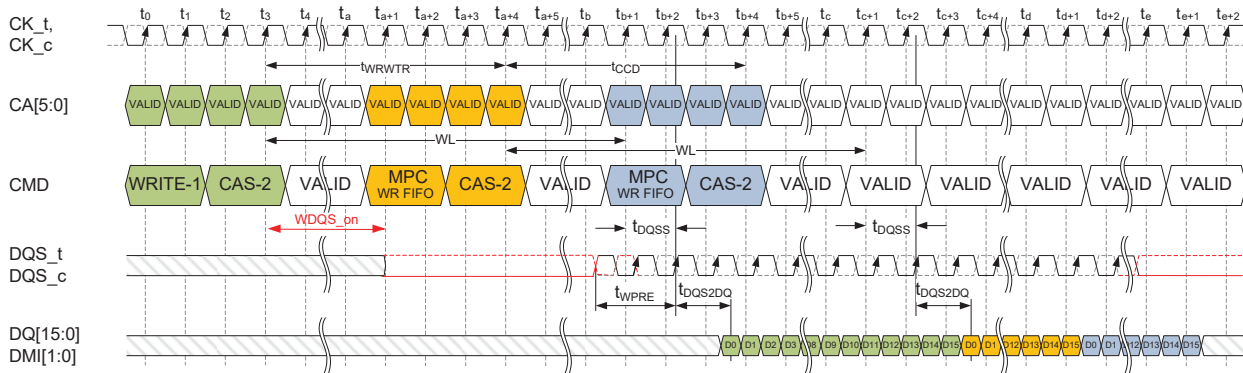 t0 t1 t2 t3 t4 ta ta+1 ta+2 ta+3 ta+4 ta+5 tb tb+1 tb+2 tb+3 tb+4 tb+5 tc tc+1 tc+2 tc+3 tc+4 td td+1 td+2 te te+1 te+2
CK_t,
CK_c
tWRWTR tCCD
CA[5:0] VALID VALID VALID VALID VALID VALID VALID VALID VALID VALID VALID VALID VALID VALID VALID VALID VALID VALID VALID VALID VALID VALID VALID VALID VALID VALID VALID VALID
WL WL
CMD WRITE-1 CAS-2 VALID MPC WR FIFO CAS-2 VALID MPC WR FIFO CAS-2 VALID VALID VALID VALID VALID VALID
WDQS_on tDQSS tDQSS
DQS_t
DQS_c
tWPRE tDQS2DQ tDQS2DQ
DQ[15:0]
DMI[1:0]
D0 D1 D2 D3 D8 D9 D10 D11 D12 D13 D14 D15 D0 D1 D12 D13 D14 D15 D0 D1 D12 D13 D14 D15